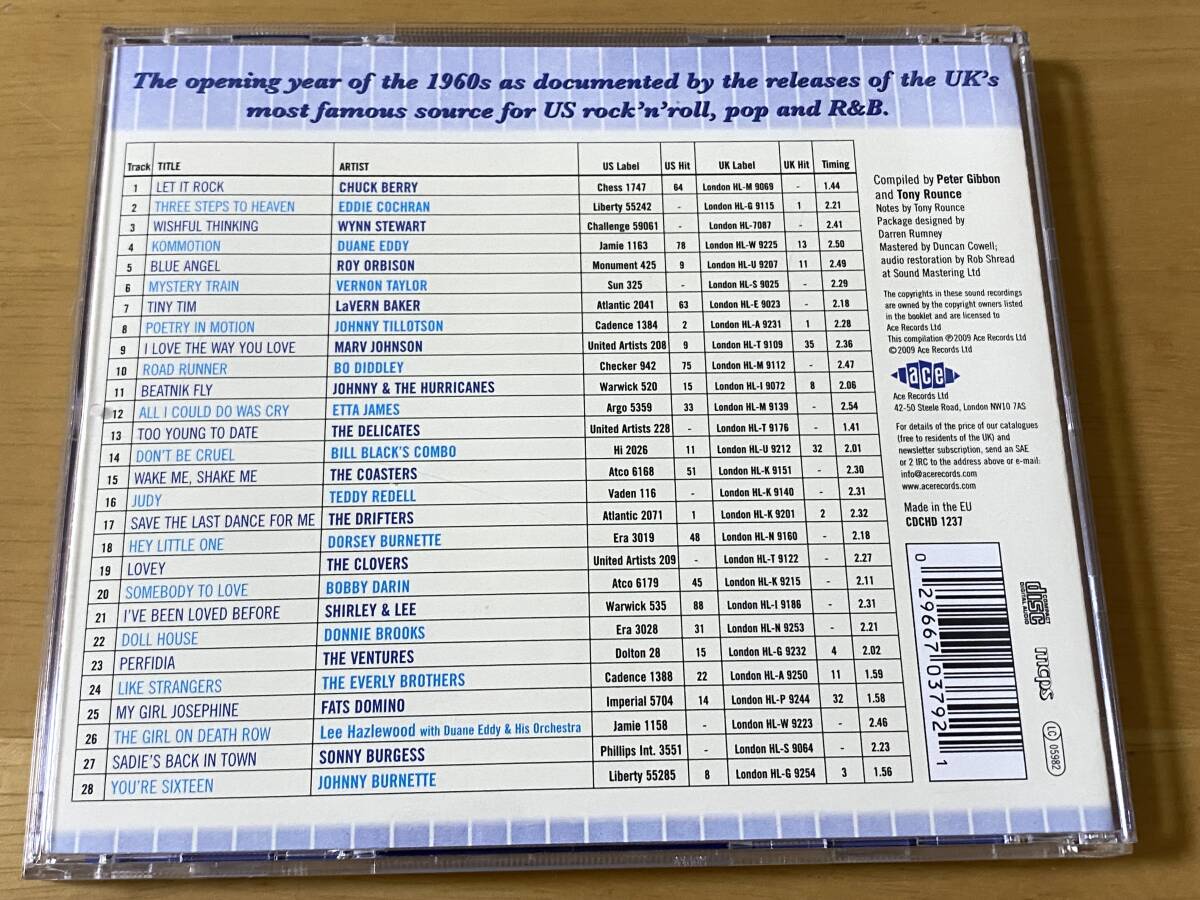 The opening year of the 1960s as documented by the releases of the UK's
most famous source for US rock'n'roll, pop and R&B.
Track TITLE ARTIST US Label US Hit UK Label UK Hit Timing
1 LET IT ROCK CHUCK BERRY Chess 1747 64 London HL-M 9069 - 1.44
2 THREE STEPS TO HEAVEN EDDIE COCHRAN Liberty 55242 - London HL-G 9115 1 2.21
3 WISHFUL THINKING WYNN STEWART Challenge 59061 - London HL-7087 - 2.41
4 KOMMOTION DUANE EDDY Jamie 1163 78 London HL-W 9225 13 2.50
5 BLUE ANGEL ROY ORBISON Monument 425 9 London HL-U 9207 11 2.49
6 MYSTERY TRAIN VERNON TAYLOR Sun 325 - London HL-S 9025 - 2.29
7 TINY TIM LaVERN BAKER Atlantic 2041 63 London HL-E 9023 - 2.18
8 POETRY IN MOTION JOHNNY TILLOTSON Cadence 1384 2 London HL-A 9231 1 2.28
9 I LOVE THE WAY YOU LOVE MARV JOHNSON United Artists 208 9 London HL-T 9109 35 2.36
10 ROAD RUNNER BO DIDDLEY Checker 942 75 London HL-M 9112 - 2.47
11 BEATNIK FLY JOHNNY & THE HURRICANES Warwick 520 15 London HL-I 9072 8 2.06
12 ALL I COULD DO WAS CRY ETTA JAMES Argo 5359 33 London HL-M 9139 - 2.54
13 TOO YOUNG TO DATE THE DELICATES United Artists 228 - London HL-T 9176 - 1.41
14 DON'T BE CRUEL BILL BLACK'S COMBO Hi 2026 11 London HL-U 9212 32 2.01
15 WAKE ME, SHAKE ME THE COASTERS Atco 6168 51 London HL-K 9151 - 2.30
16 JUDY TEDDY REDELL Vaden 116 - London HL-K 9140 - 2.31
17 SAVE THE LAST DANCE FOR ME THE DRIFTERS Atlantic 2071 1 London HL-K 9201 2 2.32
18 HEY LITTLE ONE DORSEY BURNETTE Era 3019 48 London HL-N 9160 - 2.18
19 LOVEY THE CLOVERS United Artists 209 - London HL-T 9122 - 2.27
20 SOMEBODY TO LOVE BOBBY DARIN Atco 6179 45 London HL-K 9215 - 2.11
21 I'VE BEEN LOVED BEFORE SHIRLEY & LEE Warwick 535 88 London HL-I 9186 - 2.31
22 DOLL HOUSE DONNIE BROOKS Era 3028 31 London HL-N 9253 - 2.21
23 PERFIDIA THE VENTURES Dolton 28 15 London HL-G 9232 4 2.02
24 LIKE STRANGERS THE EVERLY BROTHERS Cadence 1388 22 London HL-A 9250 11 1.59
25 MY GIRL JOSEPHINE FATS DOMINO Imperial 5704 14 London HL-P 9244 32 1.58
26 THE GIRL ON DEATH ROW Lee Hazlewood with Duane Eddy & His Orchestra Jamie 1158 - London HL-W 9223 - 2.46
27 SADIE'S BACK IN TOWN SONNY BURGESS Phillips Int. 3551 - London HL-S 9064 - 2.23
28 YOU'RE SIXTEEN JOHNNY BURNETTE Liberty 55285 8 London HL-G 9254 3 1.56
Compiled by Peter Gibbon
and Tony Rounce
Notes by Tony Rounce
Package designed by
Darren Rumney
Mastered by Duncan Cowell;
audio restoration by Rob Shread
at Sound Mastering Ltd
The copyrights in these sound recordings
are owned by the copyright owners listed
in the booklet and are licensed to
Ace Records Ltd
This compilation ℗2009 Ace Records Ltd
©2009 Ace Records Ltd
ace
Ace Records Ltd
42-50 Steele Road, London NW10 7AS
For details of the price of our catalogues
(free to residents of the UK) and
newsletter subscription, send an SAE
or 2 IRC to the address above or e-mail:
info@acerecords.com
www.acerecords.com
Made in the EU
CDCHD 1237
0 29667 03792 1
COMPACT
disc
DIGITAL AUDIO
mcps
LC 05982